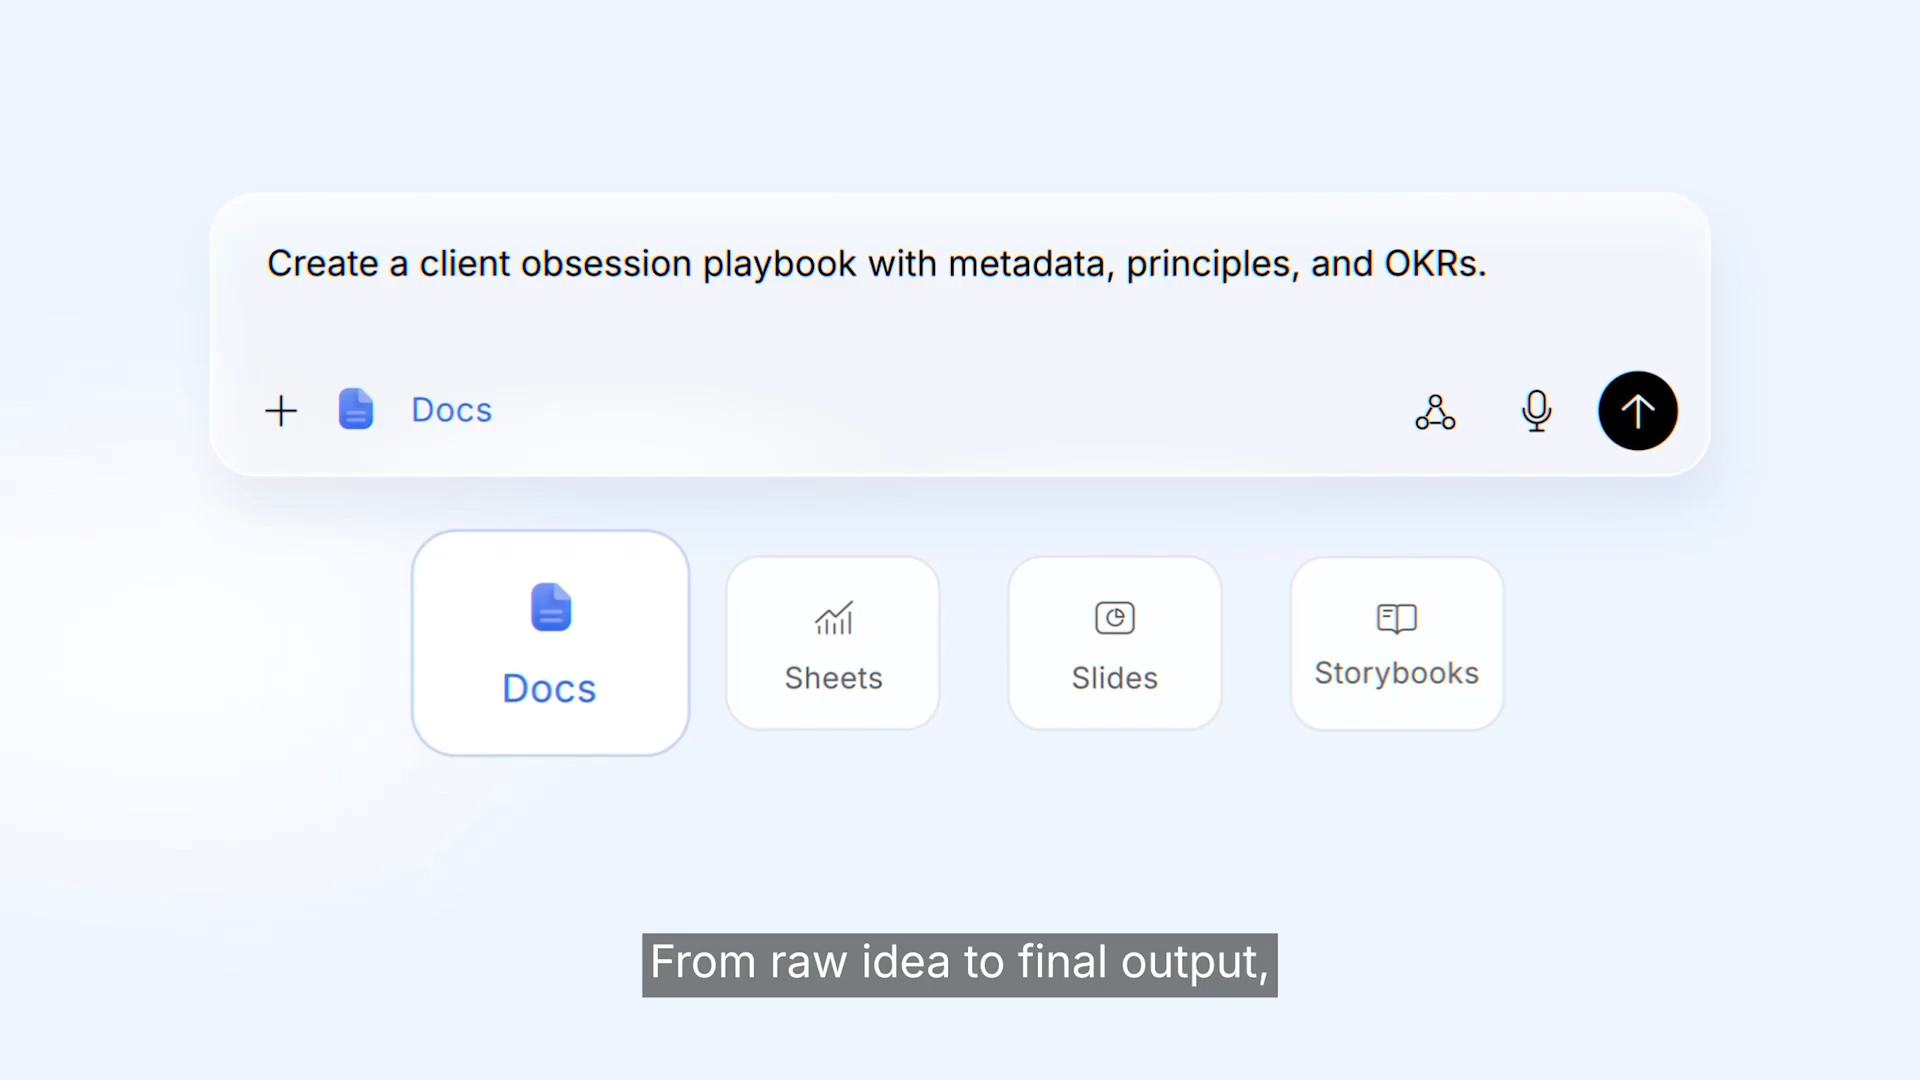 Create a client obsession playbook with metadata, principles, and OKRs.
Docs
Docs
Sheets
Slides
Storybooks
From raw idea to final output,